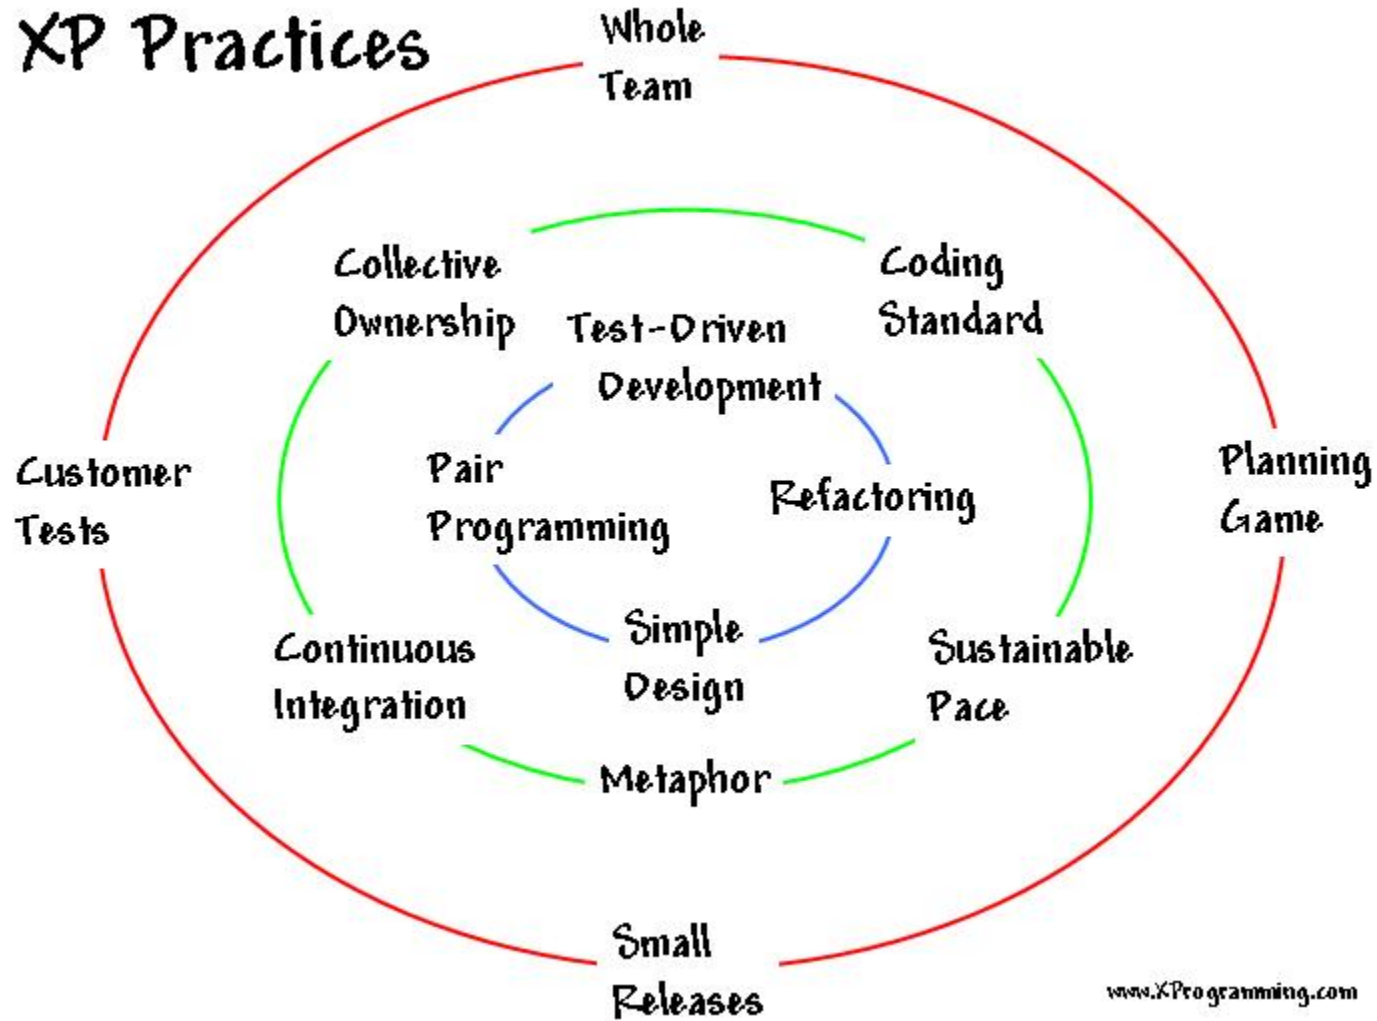 XP Practices
Whole
Team
Collective
Ownership
Coding
Standard
Test-Driven
Development
Customer
Tests
Pair
Programming
Refactoring
Planning
Game
Continuous
Integration
Simple
Design
Sustainable
Pace
Metaphor
Small
Releases
www.XProgramming.com